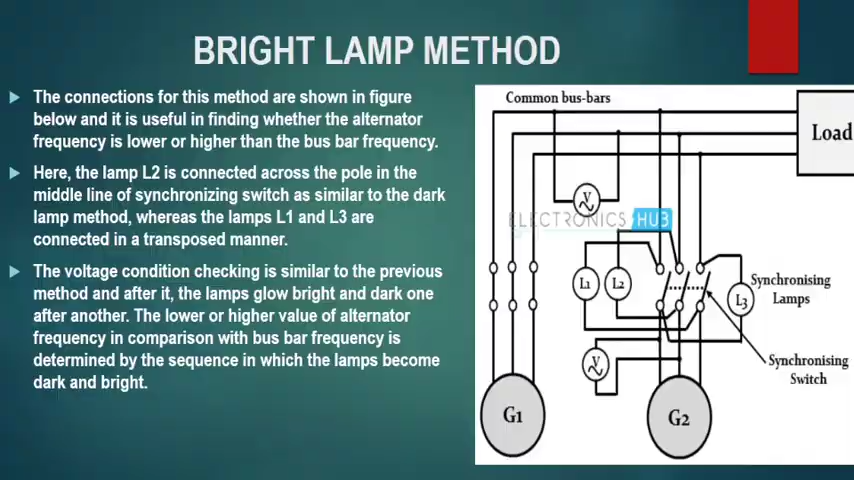 BRIGHT LAMP METHOD
The connections for this method are shown in figure
below and it is useful in finding whether the alternator
frequency is lower or higher than the bus bar frequency.
Here, the lamp L2 is connected across the pole in the
middle line of synchronizing switch as similar to the dark
lamp method, whereas the lamps L1 and L3 are
connected in a transposed manner.
The voltage condition checking is similar to the previous
method and after it, the lamps glow bright and dark one
after another. The lower or higher value of alternator
frequency in comparison with bus bar frequency is
determined by the sequence in which the lamps become
dark and bright.
Common bus-bars
Load
V
ELECTRONICS HUB
L1
L2
L3
Synchronising
Lamps
V
Synchronising
Switch
G1
G2